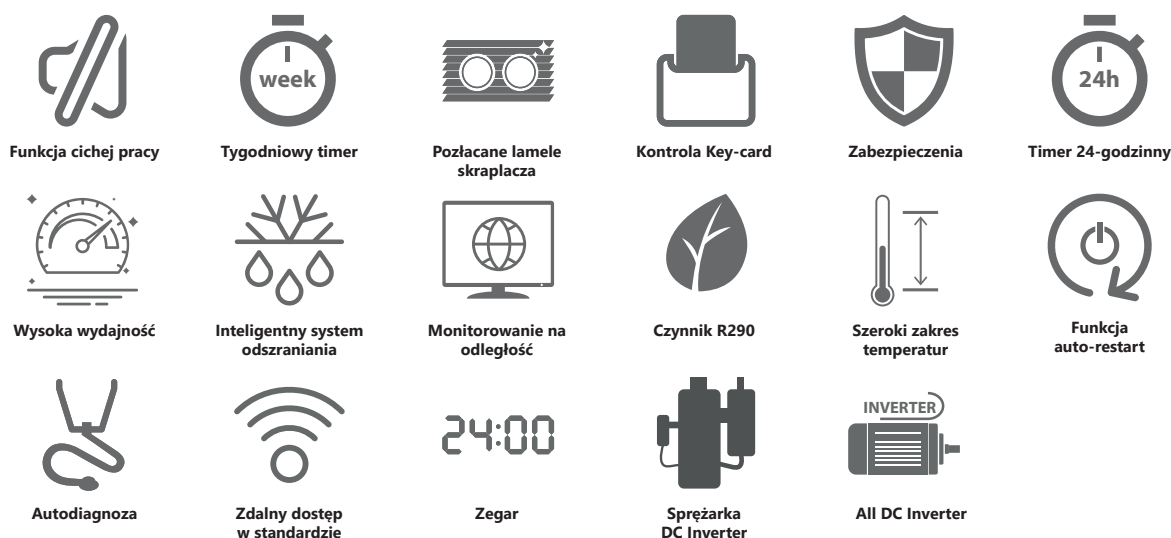 week
24h
Funkcja cichej pracy
Tygodniowy timer
Pozłacane lamele
skraplacza
Kontrola Key-card
Zabezpieczenia
Timer 24-godzinny
Wysoka wydajność
Inteligentny system
odszraniania
Monitorowanie na
odległość
Czynnik R290
Szeroki zakres
temperatur
Funkcja
auto-restart
24:00
INVERTER
Autodiagnoza
Zdalny dostęp
w standardzie
Zegar
Sprężarka
DC Inverter
All DC Inverter